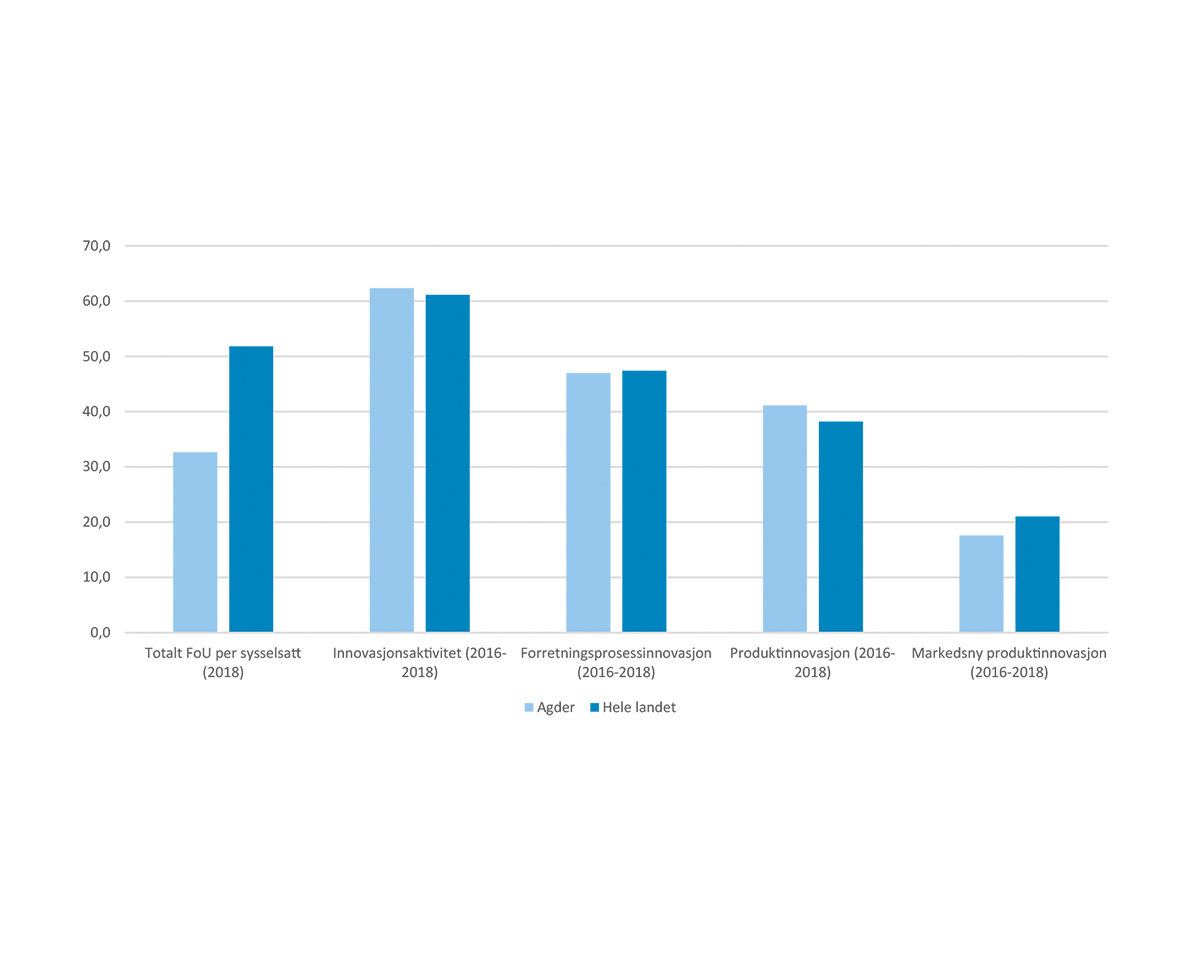 70,0
60,0
50,0
40,0
30,0
20,0
10,0
0,0
Totalt FoU per sysselsatt
(2018)
Innovasjonsaktivitet (2016-
2018)
Forretningsprosessinnovasjon
(2016-2018)
Produktinnovasjon (2016-
2018)
Markedsny produktinnovasjon
(2016-2018)
Agder Hele landet